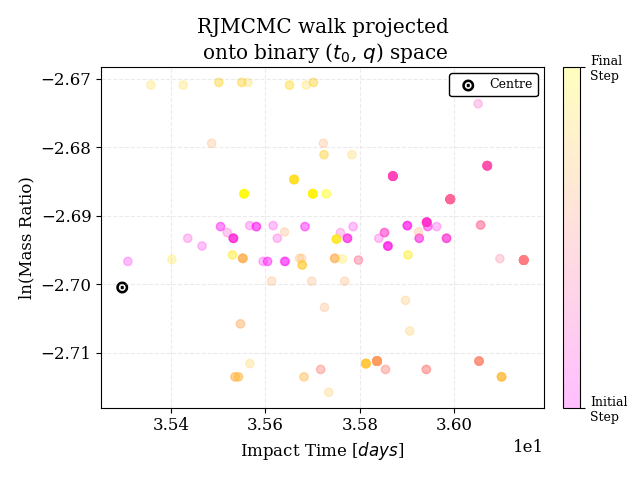 RJMCMC walk projected
onto binary (t₀, q) space
Centre
Final
Step
Initial
Step
ln(Mass Ratio)
−2.67
−2.68
−2.69
−2.70
−2.71
3.54
3.56
3.58
3.60
1e1
Impact Time [days]